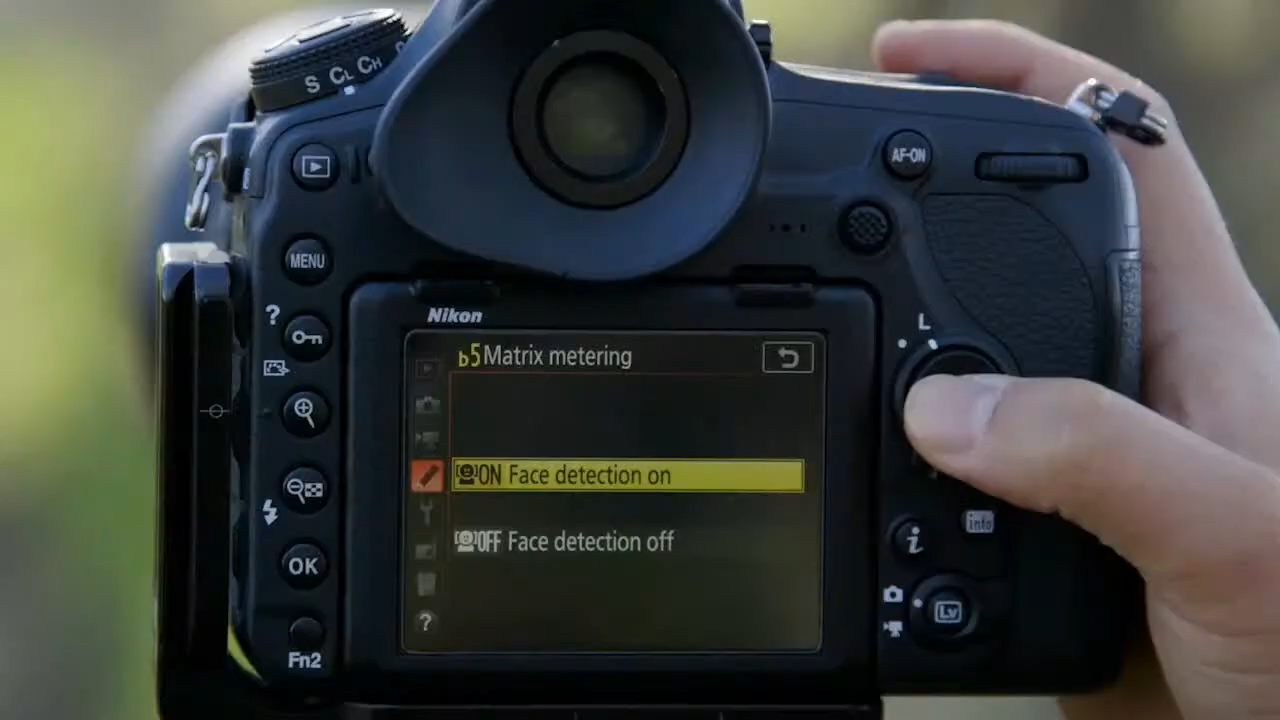 S CL CH
AF-ON
MENU
?
L
Nikon
b5 Matrix metering
ON Face detection on
OFF Face detection off
?
info
i
OK
Lv
Fn2